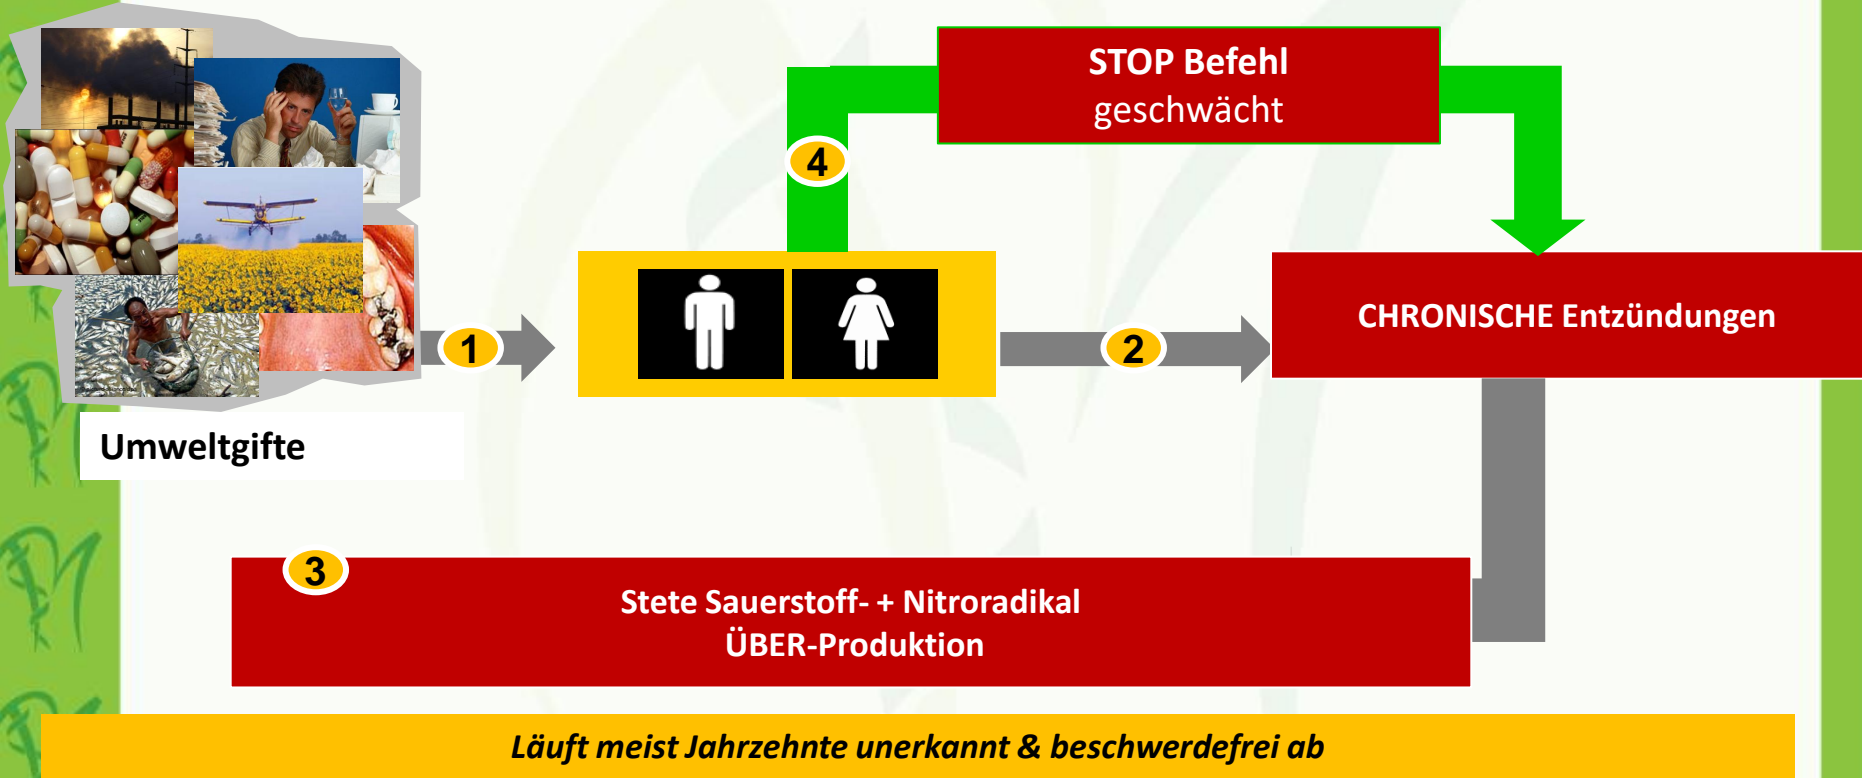 STOP Befehl
geschwächt
4
CHRONISCHE Entzündungen
1
2
Umweltgifte
3
Stete Sauerstoff- + Nitroradikal
ÜBER-Produktion
Läuft meist Jahrzehnte unerkannt & beschwerdefrei ab